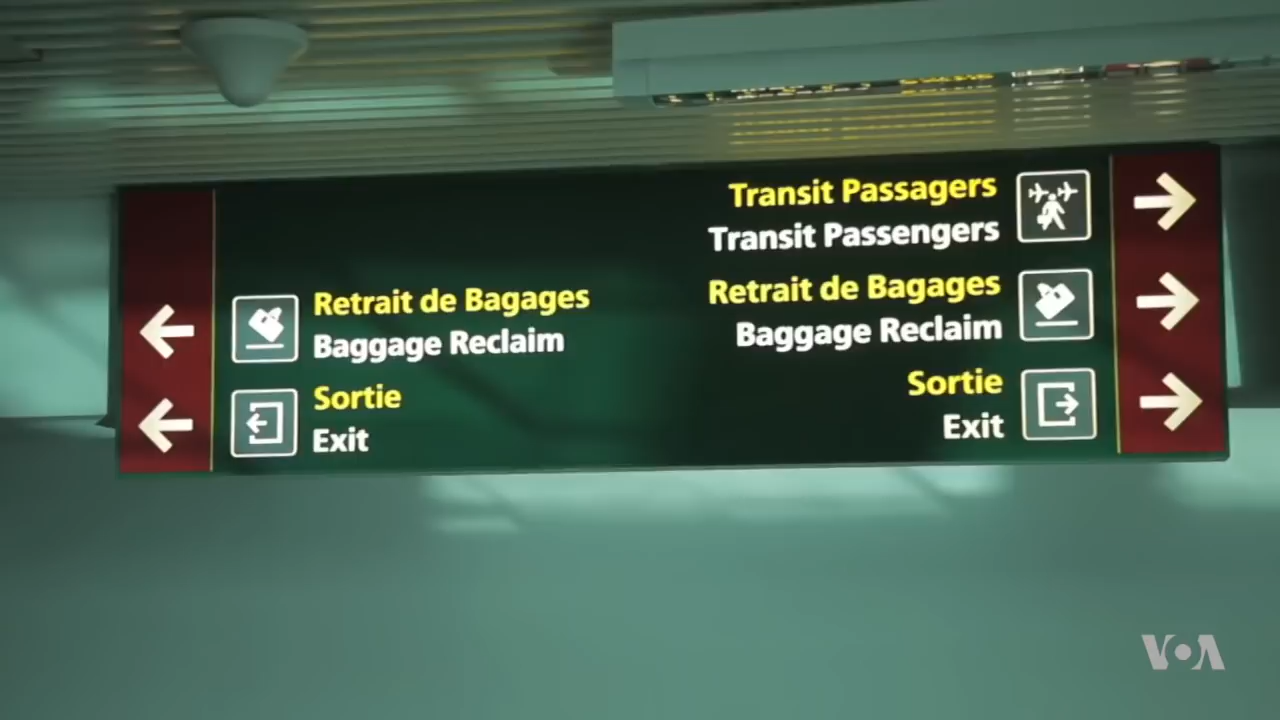 Retrait de Bagages
Baggage Reclaim
Sortie
Exit
Transit Passagers
Transit Passengers
Retrait de Bagages
Baggage Reclaim
Sortie
Exit
VOA